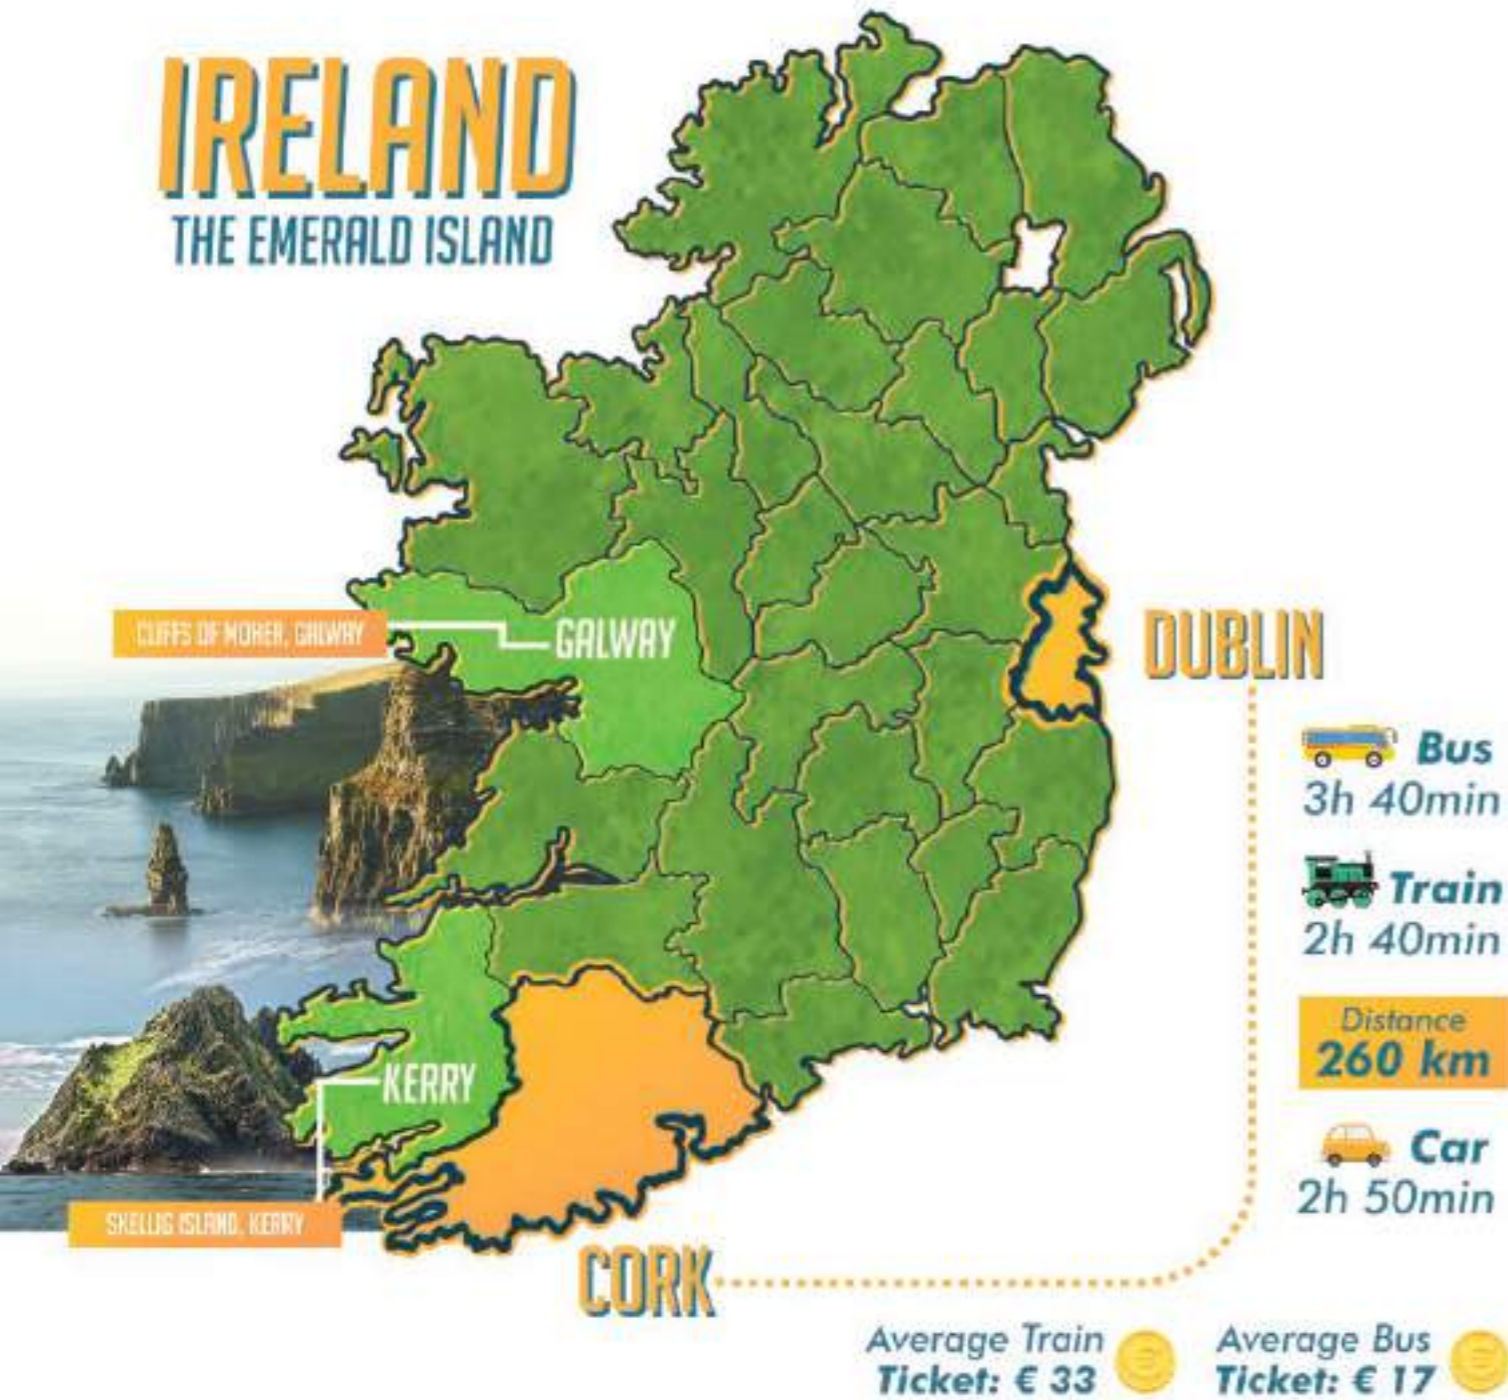 IRELAND
THE EMERALD ISLAND
CLIFFS OF MOHER, GALWAY
GALWAY
DUBLIN
Bus
3h 40min
Train
2h 40min
Distance
260 km
Car
2h 50min
KERRY
SKELLIG ISLAND, KERRY
CORK
Average Train
Ticket: € 33
€
Average Bus
Ticket: € 17
€